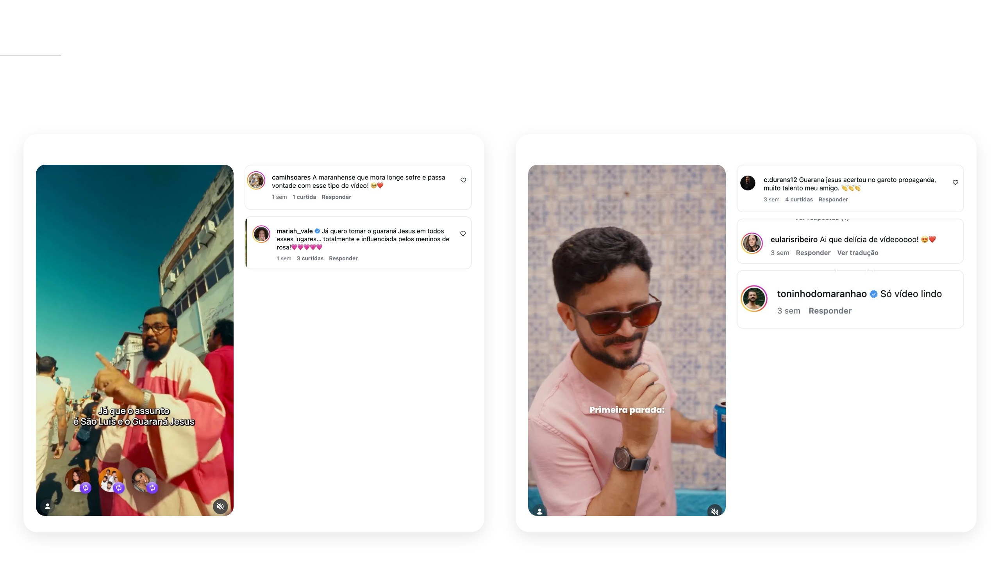 camihsoares A maranhense que mora longe sofre e passa
vontade com esse tipo de vídeo! 🥹❤️
1 sem 1 curtida Responder
mariah_vale Já quero tomar o guaraná Jesus em todos
esses lugares... totalmente e influenciada pelos meninos de
rosa!💗💗💗💗💗
1 sem 3 curtidas Responder
Já que o assunto
é São Luís e o Guaraná Jesus
c.durans12 Guarana jesus acertou no garoto propaganda,
muito talento meu amigo. 👏👏👏
3 sem 4 curtidas Responder
eularisribeiro Ai que delícia de vídeooooo! 😍❤️
3 sem Responder Ver tradução
toninhodomaranhao Só vídeo lindo
3 sem Responder
Primeira parada: